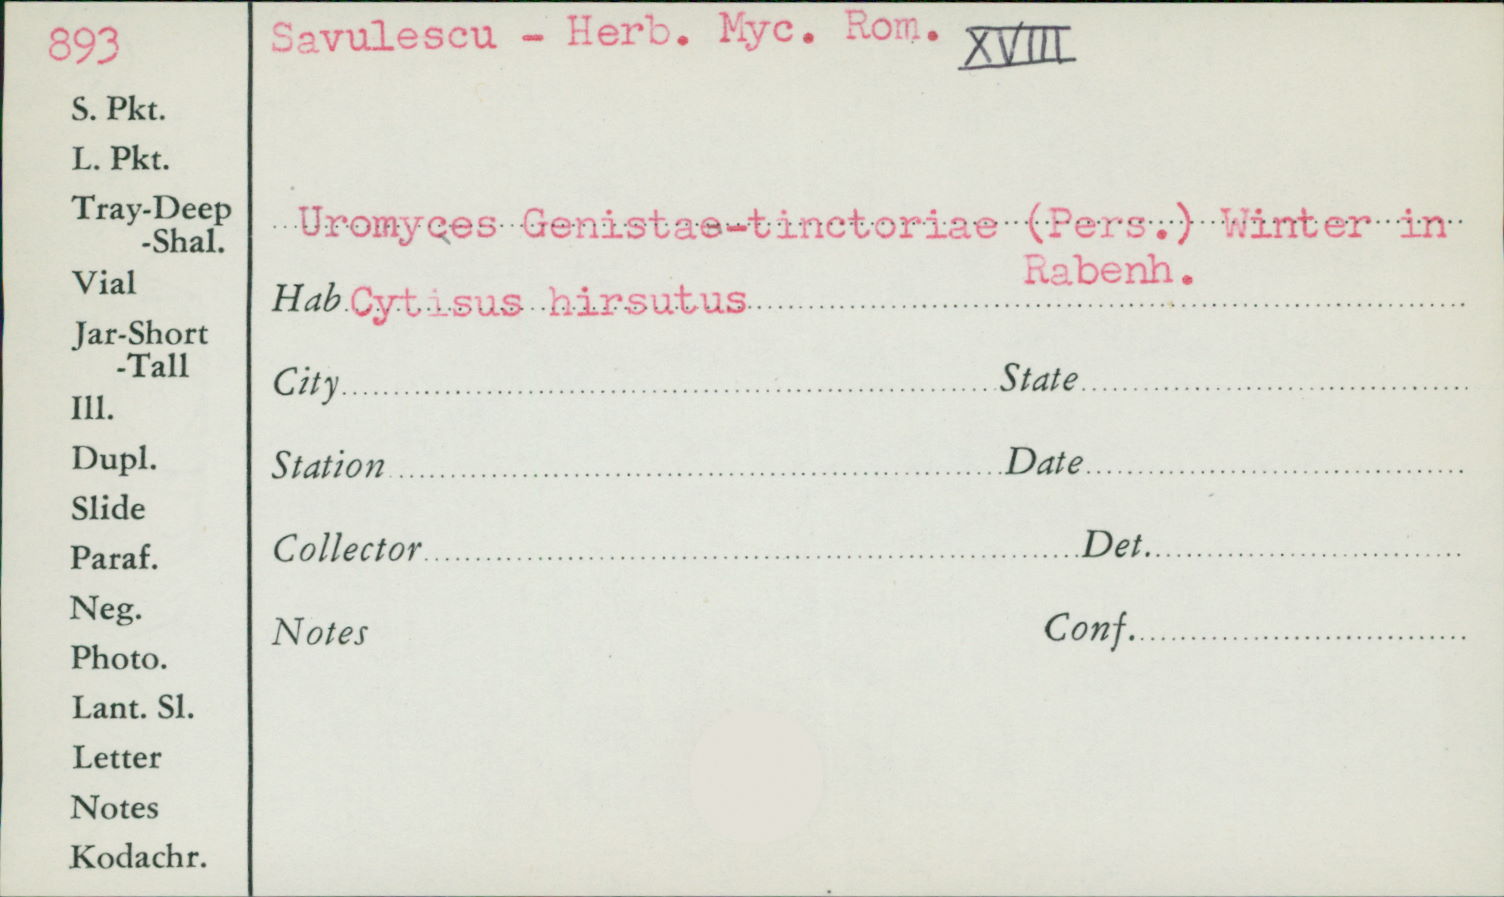 893
Savulescu - Herb. Myc. Rom. XVIII
S. Pkt.
L. Pkt.
Tray-Deep
-Shal.
Vial
Jar-Short
-Tall
Ill.
Dupl.
Slide
Paraf.
Neg.
Photo.
Lant. Sl.
Letter
Notes
Kodachr.
Uromyces Genistae-tinctoriae (Pers.) Winter in
Rabenh.
Hab. Cytisus hirsutus
City State
Station Date
Collector Det.
Notes Conf.